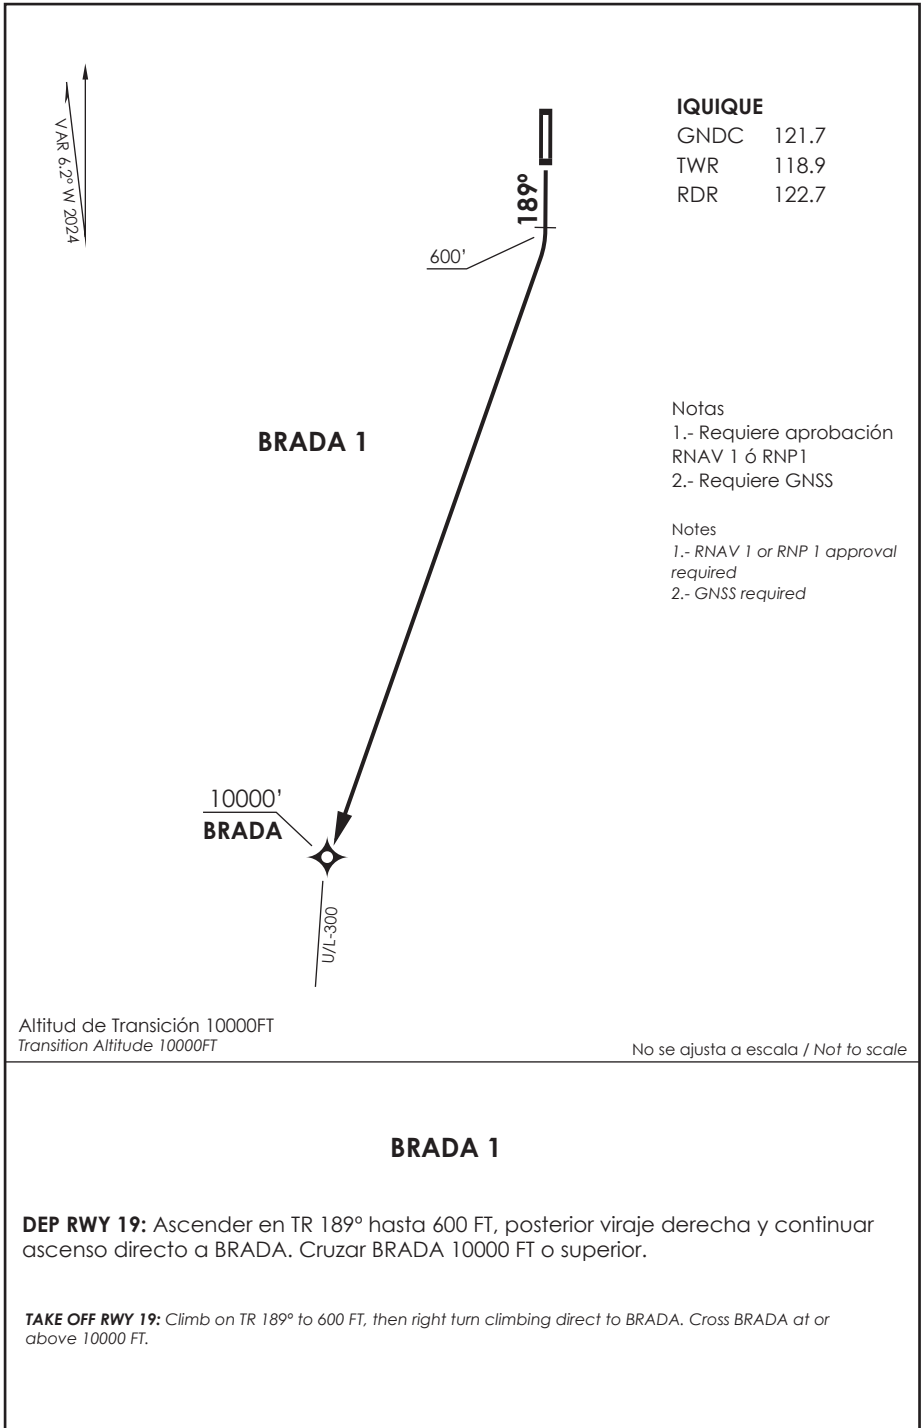 VAR 6.2º W 2024
IQUIQUE
GNDC 121.7
TWR 118.9
RDR 122.7
189º
600'
BRADA 1
Notas
1.- Requiere aprobación
RNAV 1 ó RNP1
2.- Requiere GNSS
Notes
1.- RNAV 1 or RNP 1 approval
required
2.- GNSS required
10000'
BRADA
U/L-300
Altitud de Transición 10000FT
Transition Altitude 10000FT
No se ajusta a escala / Not to scale
BRADA 1
DEP RWY 19: Ascender en TR 189º hasta 600 FT, posterior viraje derecha y continuar
ascenso directo a BRADA. Cruzar BRADA 10000 FT o superior.
TAKE OFF RWY 19: Climb on TR 189º to 600 FT, then right turn climbing direct to BRADA. Cross BRADA at or
above 10000 FT.